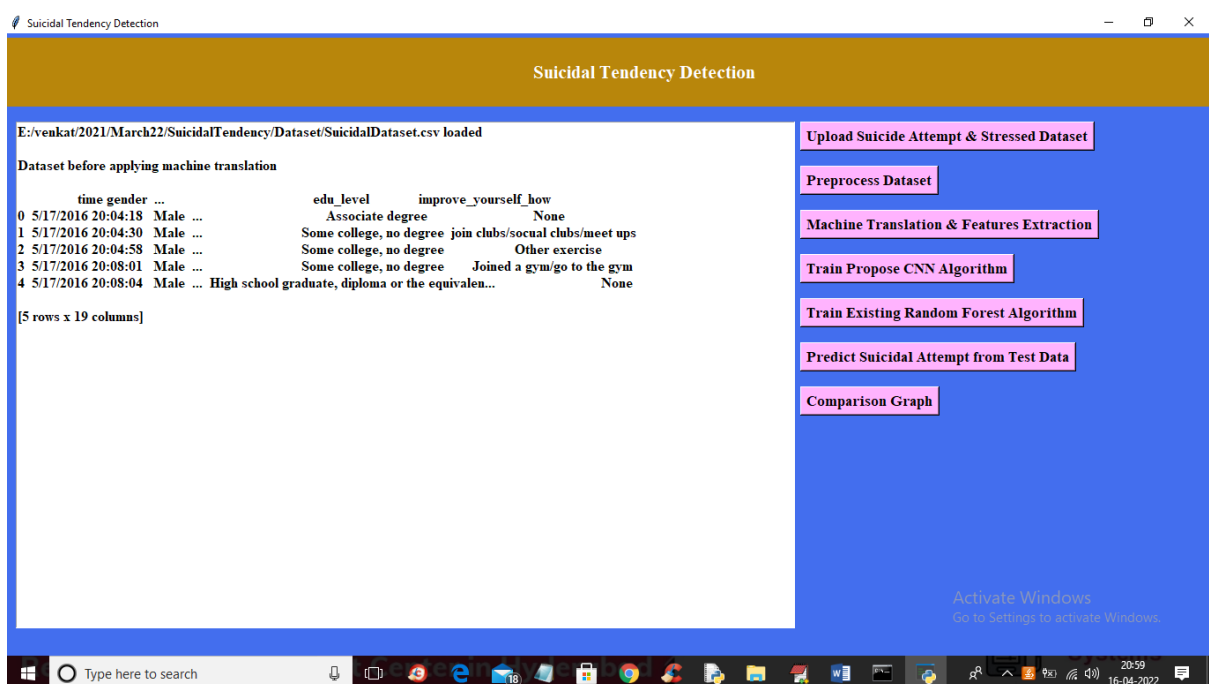 Suicidal Tendency Detection
Suicidal Tendency Detection
E:/venkat/2021/March22/SuicidalTendency/Dataset/SuicidalDataset.csv loaded
Dataset before applying machine translation
time gender ... edu_level improve_yourself_how
0 5/17/2016 20:04:18 Male ... Associate degree None
1 5/17/2016 20:04:30 Male ... Some college, no degree join clubs/socual clubs/meet ups
2 5/17/2016 20:04:58 Male ... Some college, no degree Other exercise
3 5/17/2016 20:08:01 Male ... Some college, no degree Joined a gym/go to the gym
4 5/17/2016 20:08:04 Male ... High school graduate, diploma or the equivalen... None
[5 rows x 19 columns]
Upload Suicide Attempt & Stressed Dataset
Preprocess Dataset
Machine Translation & Features Extraction
Train Propose CNN Algorithm
Train Existing Random Forest Algorithm
Predict Suicidal Attempt from Test Data
Comparison Graph
Activate Windows
Go to Settings to activate Windows.
Type here to search
18
20:59
16-04-2022